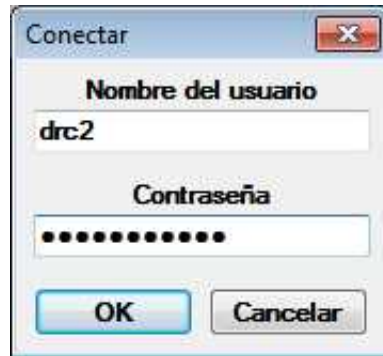 Conectar
Nombre del usuario
drc2
Contraseña
●●●●●●●●●●●
OK Cancelar